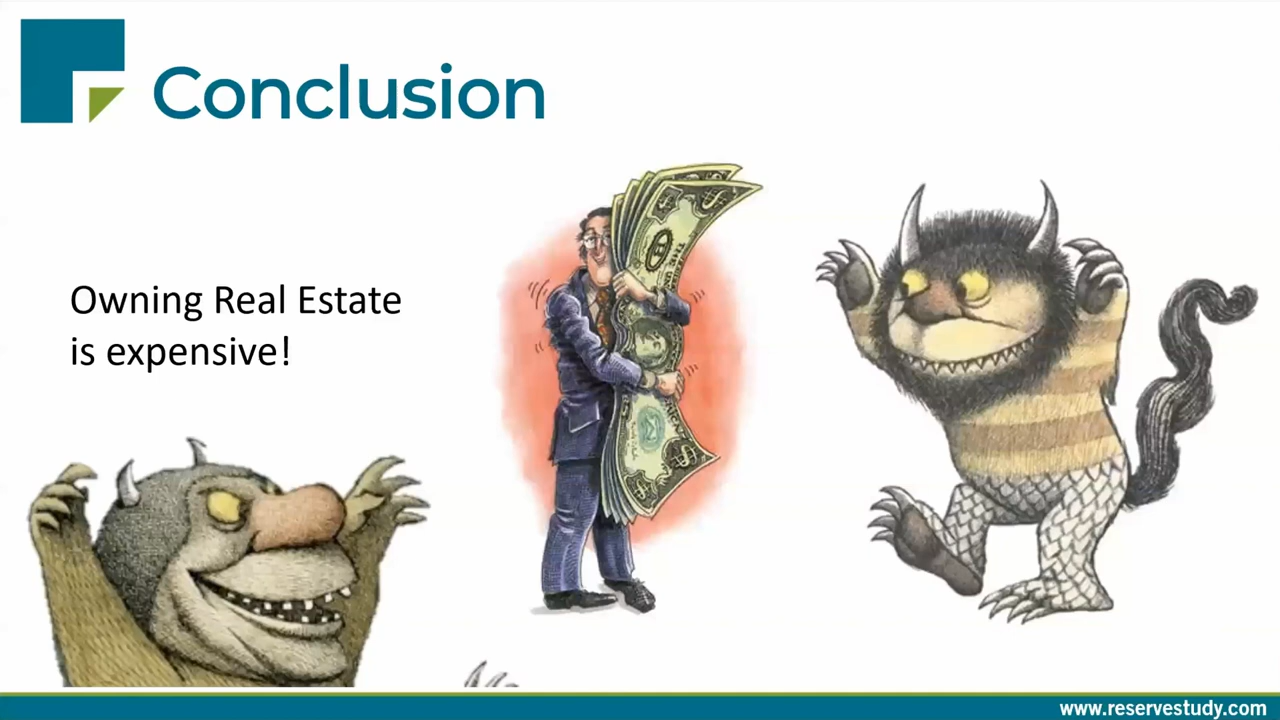 Conclusion
Owning Real Estate
is expensive!
www.reservestudy.com